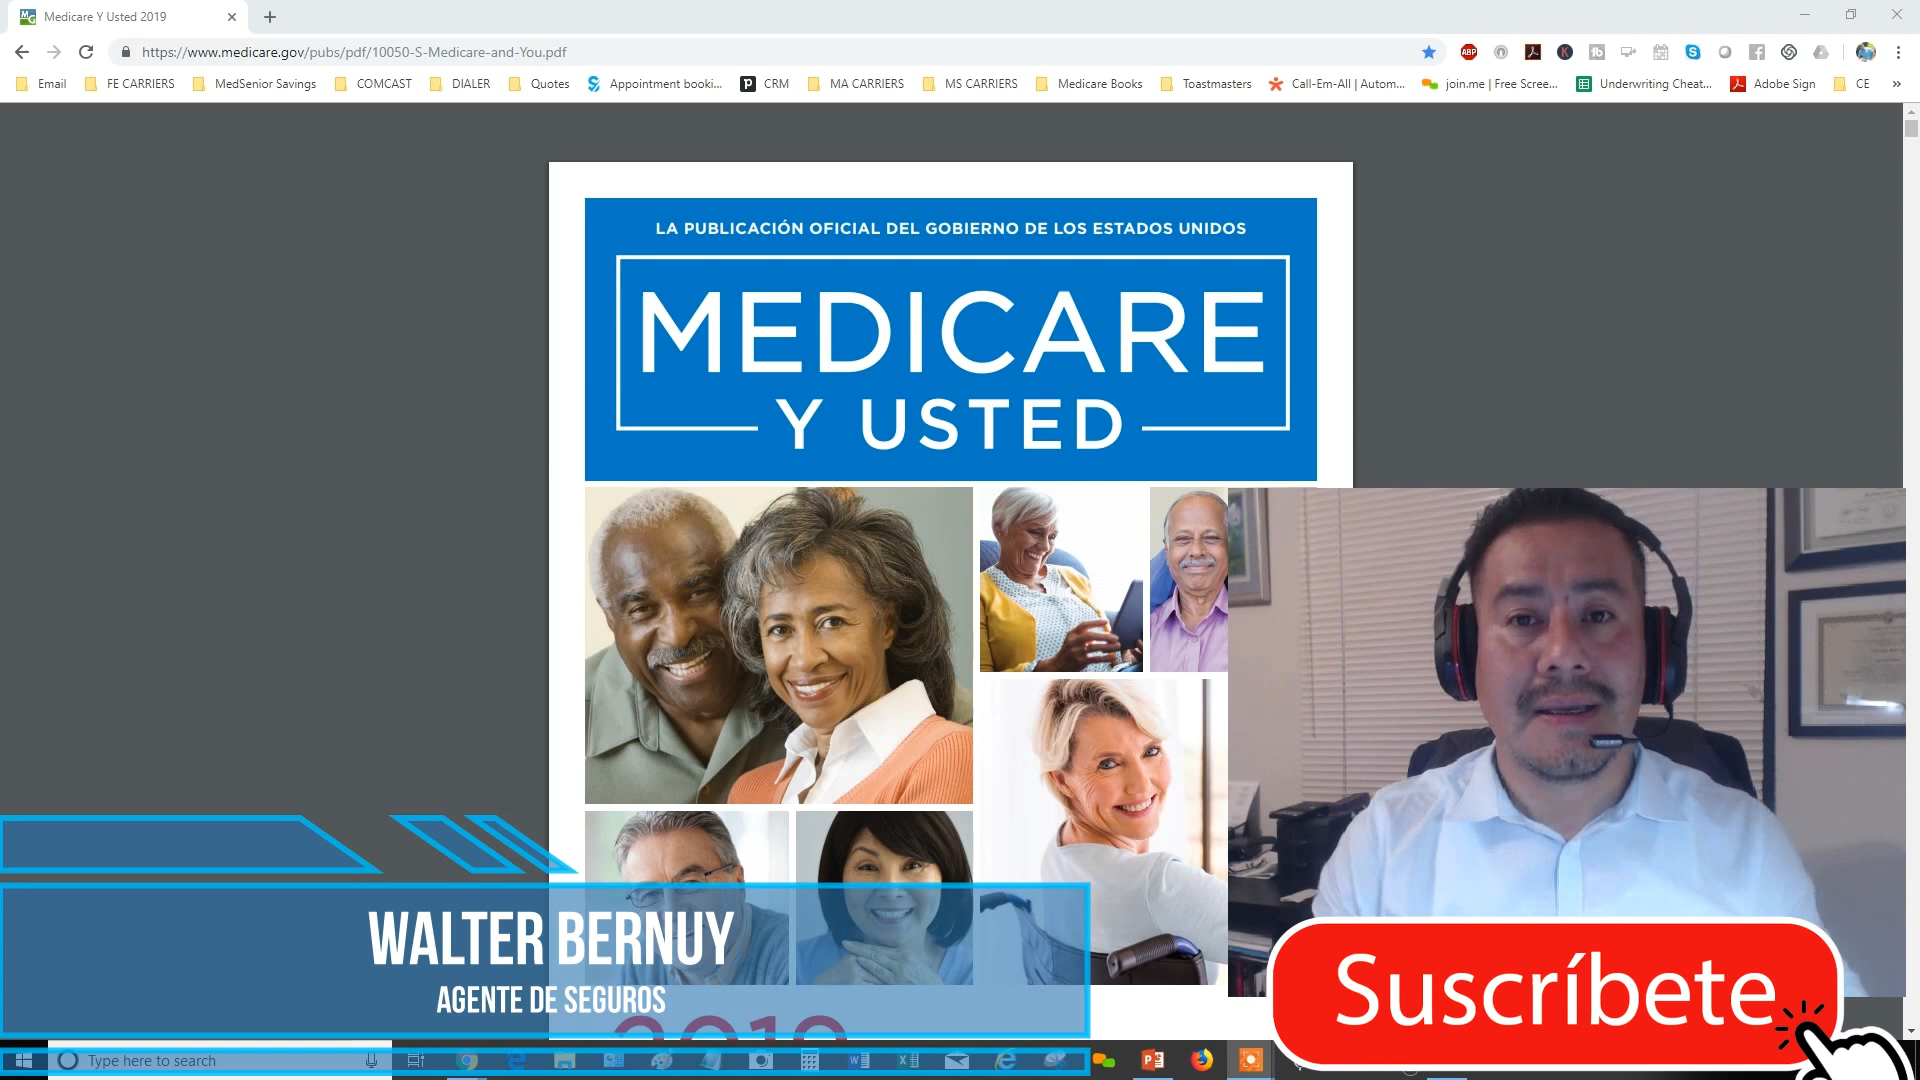 Medicare Y Usted 2019
https://www.medicare.gov/pubs/pdf/10050-S-Medicare-and-You.pdf
Email
FE CARRIERS
MedSenior Savings
COMCAST
DIALER
Quotes
Appointment booki...
CRM
MA CARRIERS
MS CARRIERS
Medicare Books
Toastmasters
Call-Em-All | Autom...
join.me | Free Scree...
Underwriting Cheat...
Adobe Sign
CE
LA PUBLICACIÓN OFICIAL DEL GOBIERNO DE LOS ESTADOS UNIDOS
MEDICARE
Y USTED
WALTER BERNUY
AGENTE DE SEGUROS
2019
Suscríbete
Type here to search